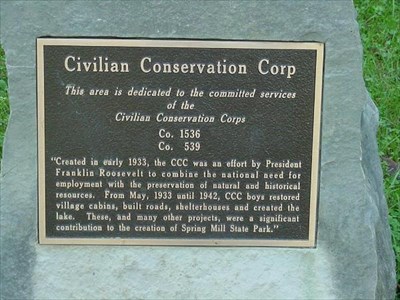 Civilian Conservation Corp
This area is dedicated to the committed services
of the
Civilian Conservation Corps
Co. 1536
Co. 539
"Created in early 1933, the CCC was an effort by President
Franklin Roosevelt to combine the national need for
employment with the preservation of natural and historical
resources. From May, 1933 until 1942, CCC boys restored
village cabins, built roads, shelterhouses and created the
lake. These, and many other projects, were a significant
contribution to the creation of Spring Mill State Park."